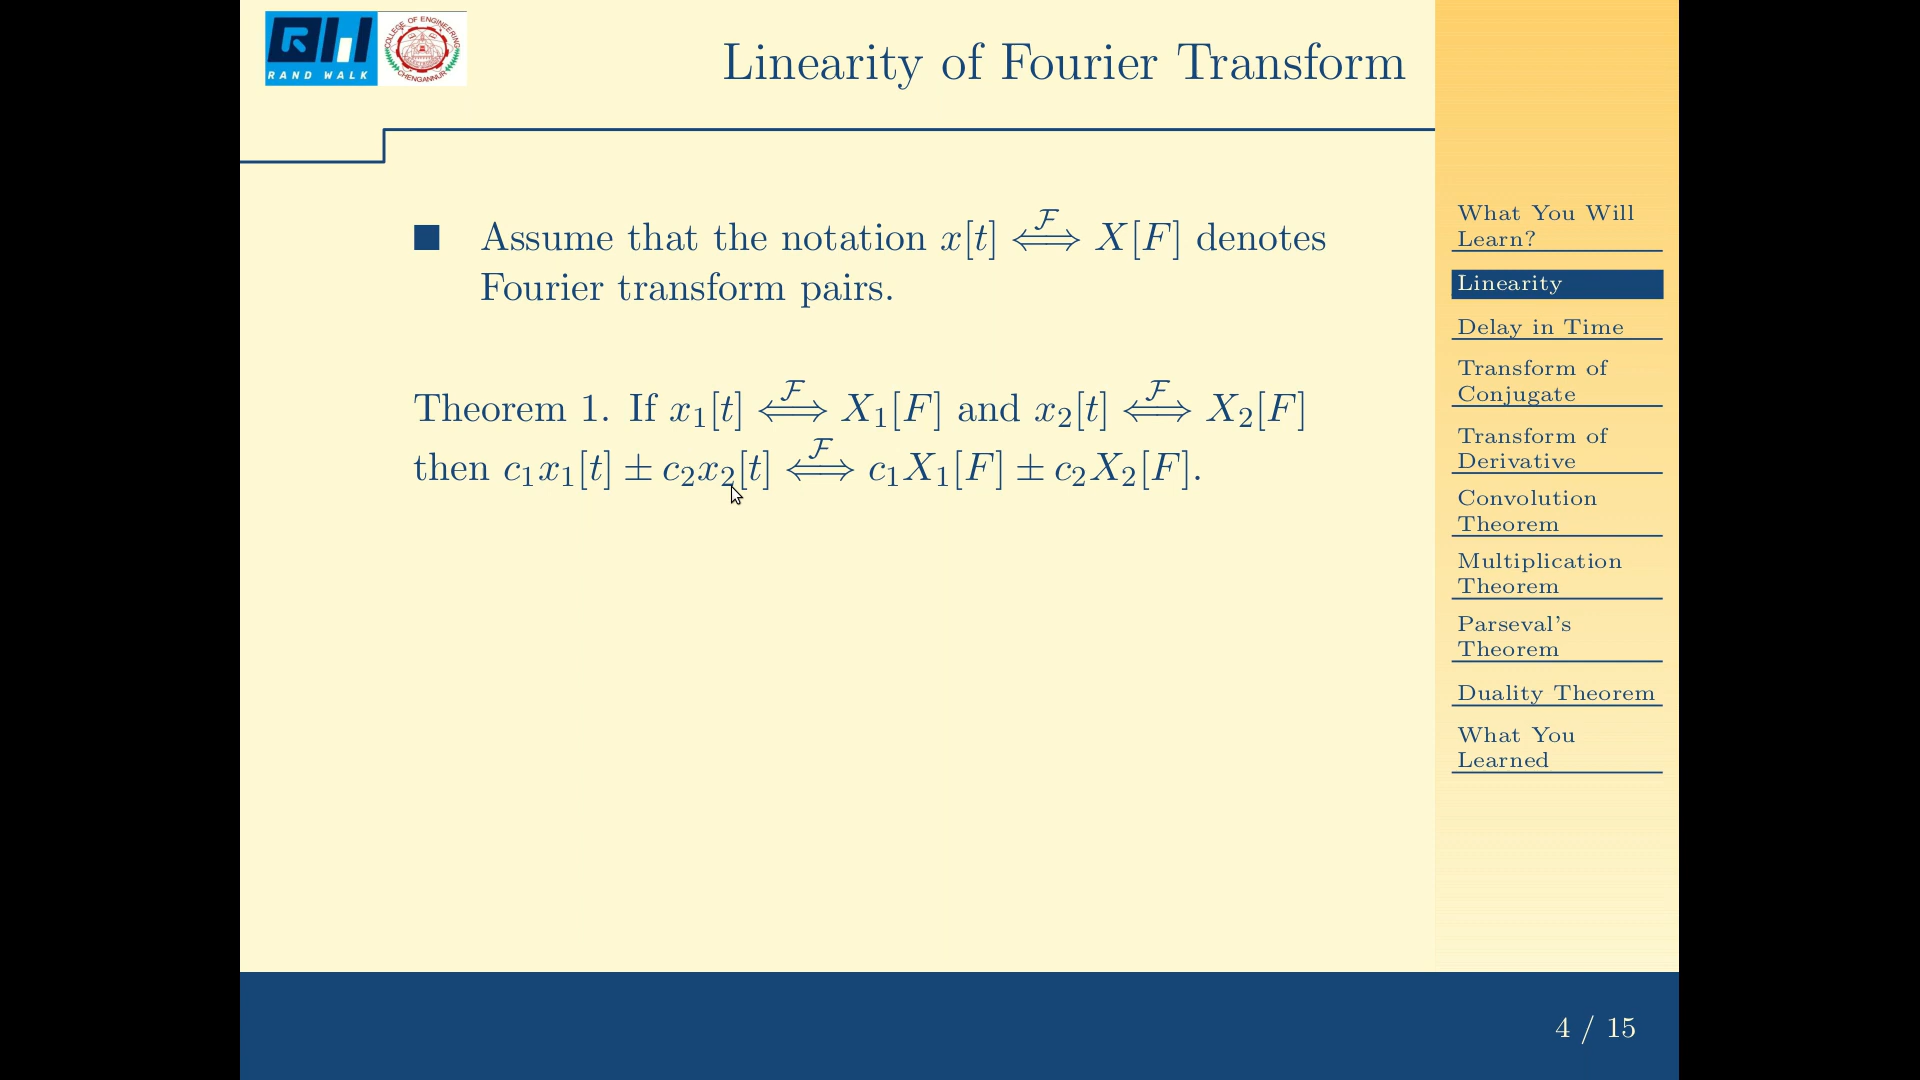 RAND WALK
COLLEGE OF ENGINEERING
CHENGANNUR
Linearity of Fourier Transform
■ Assume that the notation x[t] ⟺^ℱ X[F] denotes
Fourier transform pairs.
Theorem 1. If x₁[t] ⟺^ℱ X₁[F] and x₂[t] ⟺^ℱ X₂[F]
then c₁x₁[t] ± c₂x₂[t] ⟺^ℱ c₁X₁[F] ± c₂X₂[F].
What You Will
Learn?
Linearity
Delay in Time
Transform of
Conjugate
Transform of
Derivative
Convolution
Theorem
Multiplication
Theorem
Parseval's
Theorem
Duality Theorem
What You
Learned
4 / 15